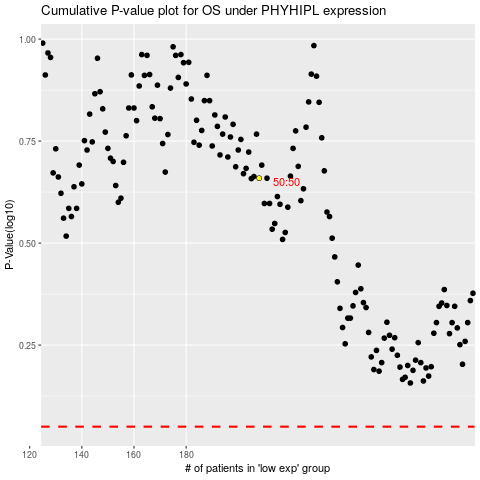 Cumulative P-value plot for OS under PHYHIPL expression
P-Value(log10)
1.00
0.75
0.50
0.25
50:50
120 140 160 180
# of patients in 'low exp' group